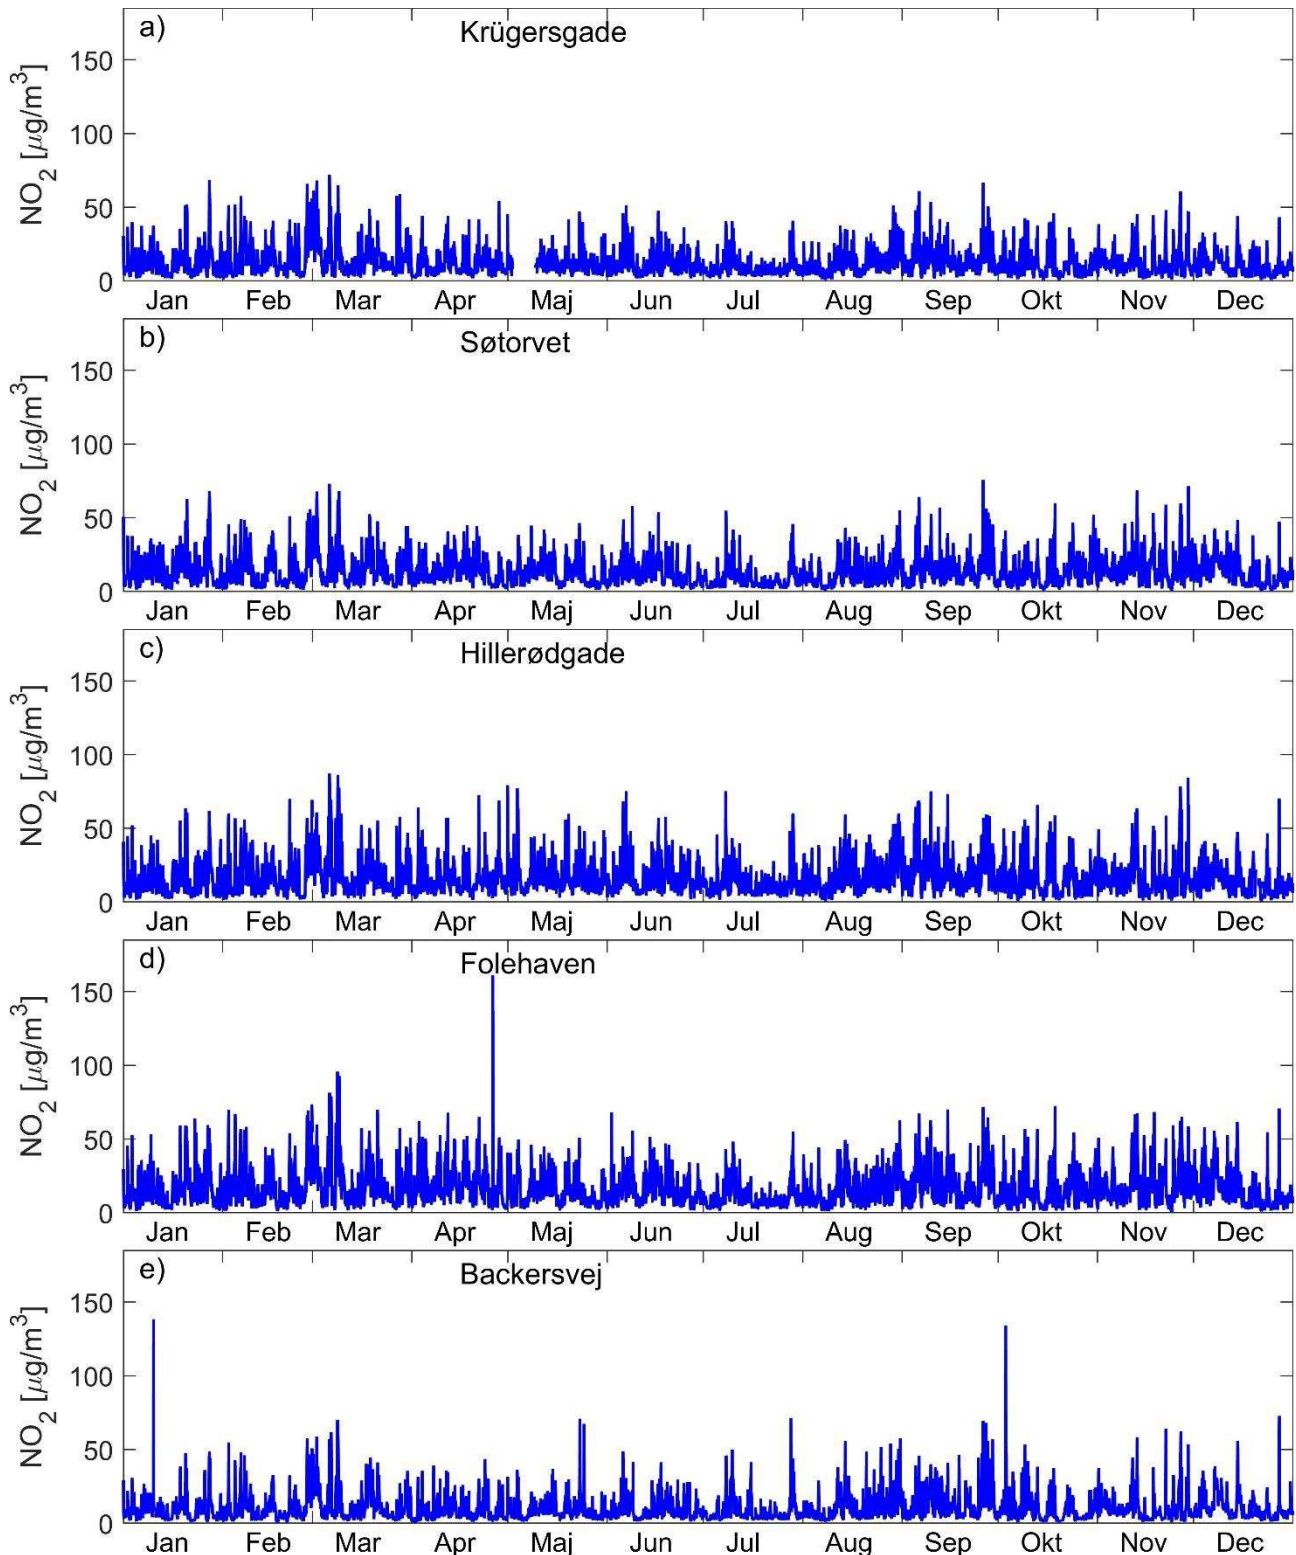 a) Krügersgade
150
100
50
0
NO2 [μg/m3]
Jan Feb Mar Apr Maj Jun Jul Aug Sep Okt Nov Dec
b) Søtorvet
150
100
50
0
NO2 [μg/m3]
Jan Feb Mar Apr Maj Jun Jul Aug Sep Okt Nov Dec
c) Hillerødgade
150
100
50
0
NO2 [μg/m3]
Jan Feb Mar Apr Maj Jun Jul Aug Sep Okt Nov Dec
d) Folehaven
150
100
50
0
NO2 [μg/m3]
Jan Feb Mar Apr Maj Jun Jul Aug Sep Okt Nov Dec
e) Backersvej
150
100
50
0
NO2 [μg/m3]
Jan Feb Mar Apr Maj Jun Jul Aug Sep Okt Nov Dec